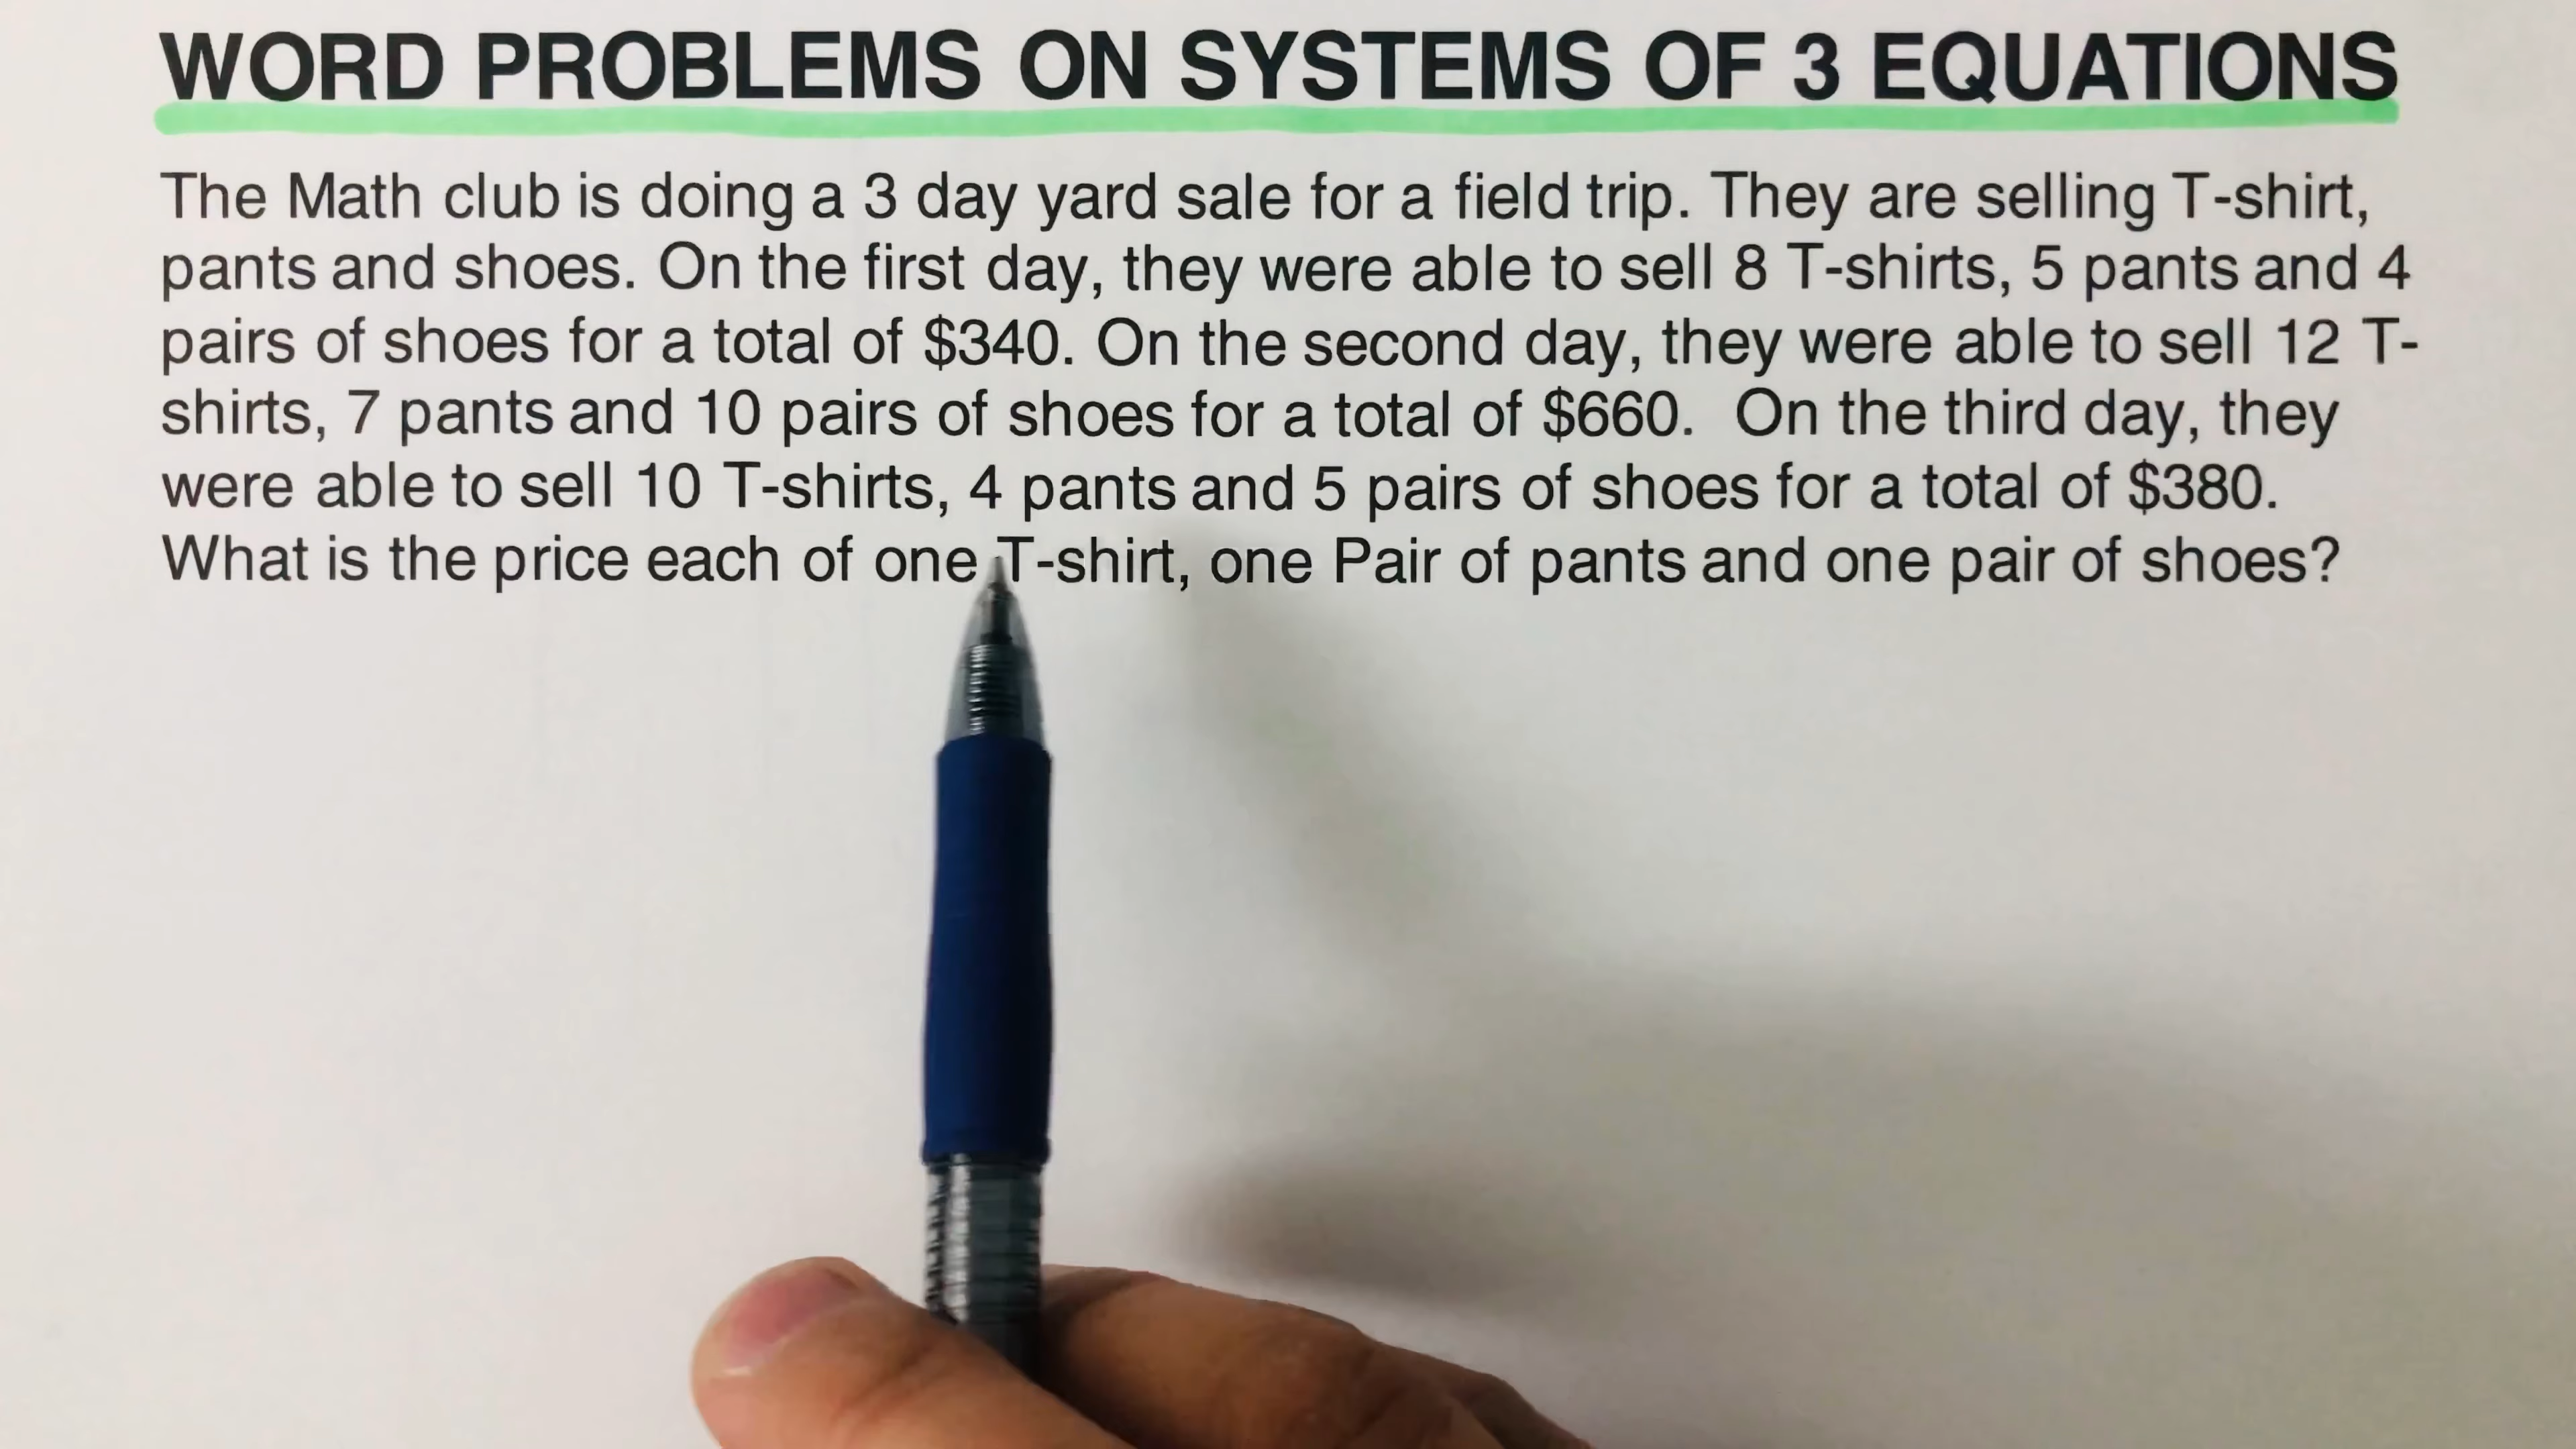 WORD PROBLEMS ON SYSTEMS OF 3 EQUATIONS
The Math club is doing a 3 day yard sale for a field trip. They are selling T-shirt,
pants and shoes. On the first day, they were able to sell 8 T-shirts, 5 pants and 4
pairs of shoes for a total of $340. On the second day, they were able to sell 12 T-
shirts, 7 pants and 10 pairs of shoes for a total of $660. On the third day, they
were able to sell 10 T-shirts, 4 pants and 5 pairs of shoes for a total of $380.
What is the price each of one T-shirt, one Pair of pants and one pair of shoes?